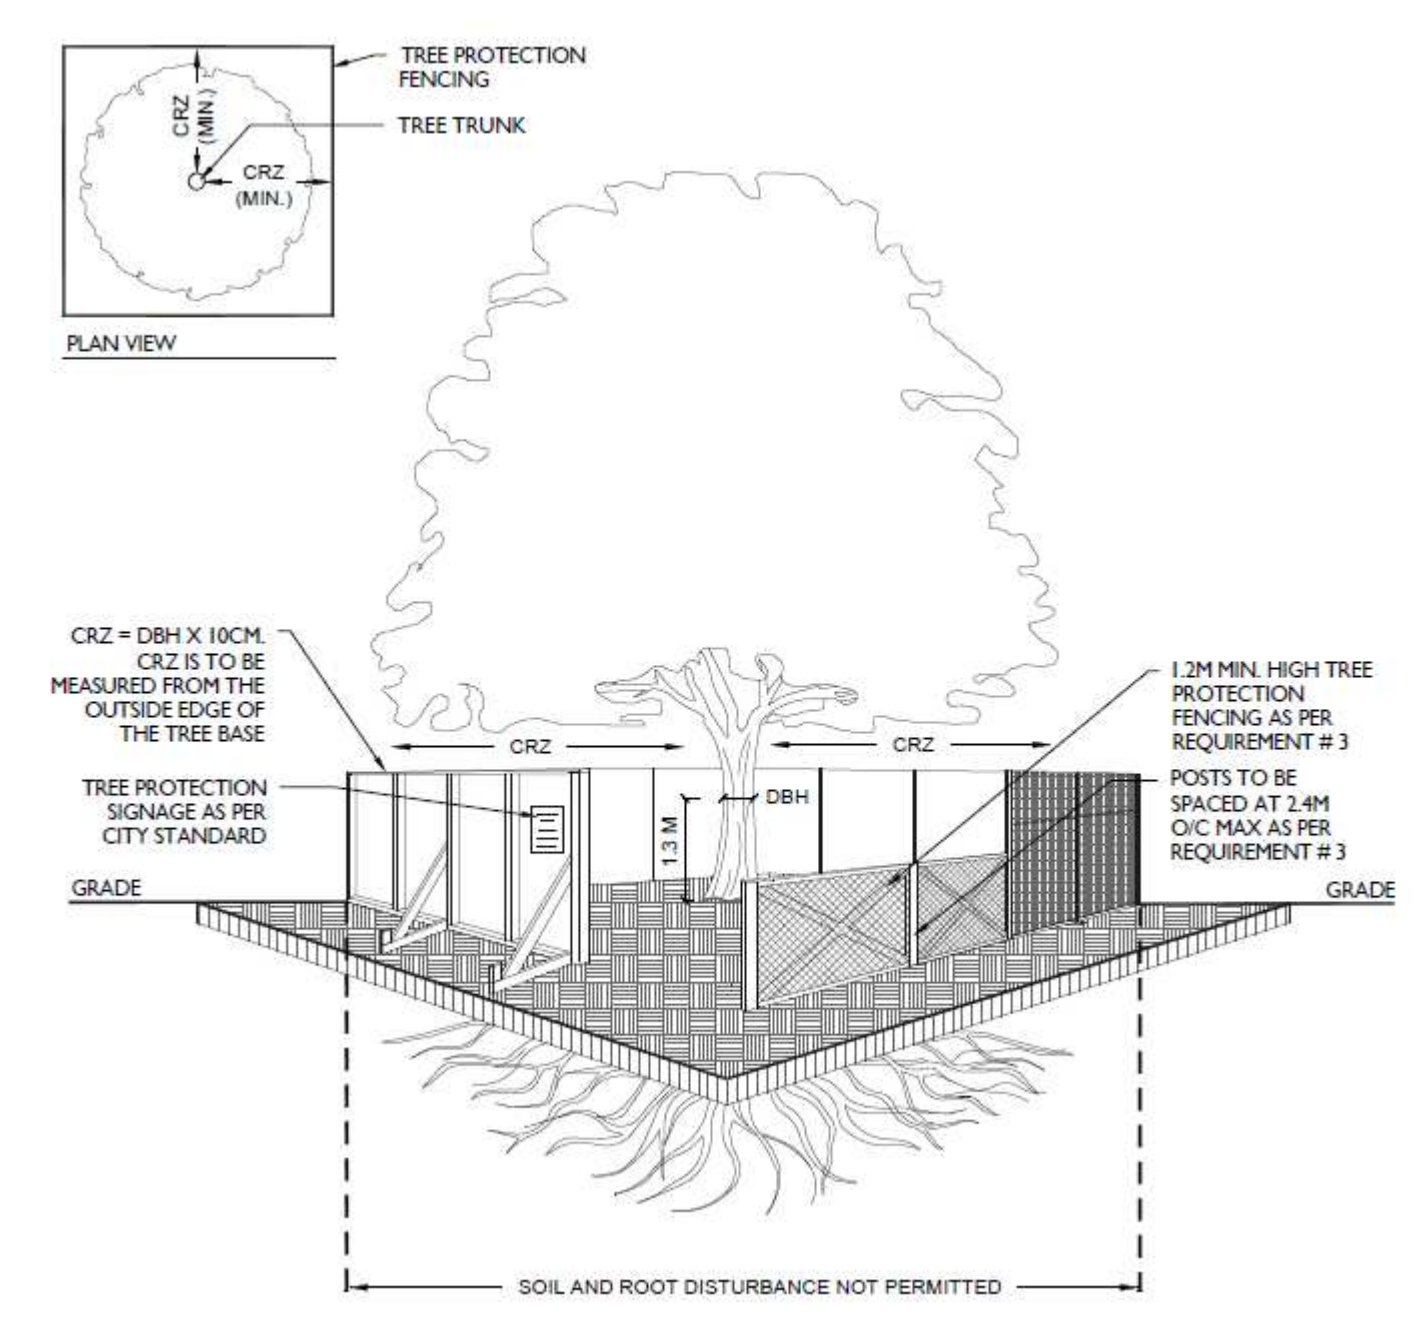 TREE PROTECTION
FENCING
CRZ
(MIN.)
TREE TRUNK
CRZ
(MIN.)
PLAN VIEW
CRZ = DBH X 10CM.
CRZ IS TO BE
MEASURED FROM THE
OUTSIDE EDGE OF
THE TREE BASE
1.2M MIN. HIGH TREE
PROTECTION
FENCING AS PER
REQUIREMENT # 3
CRZ
CRZ
TREE PROTECTION
SIGNAGE AS PER
CITY STANDARD
DBH
1.3 M
POSTS TO BE
SPACED AT 2.4M
O/C MAX AS PER
REQUIREMENT # 3
GRADE
GRADE
SOIL AND ROOT DISTURBANCE NOT PERMITTED